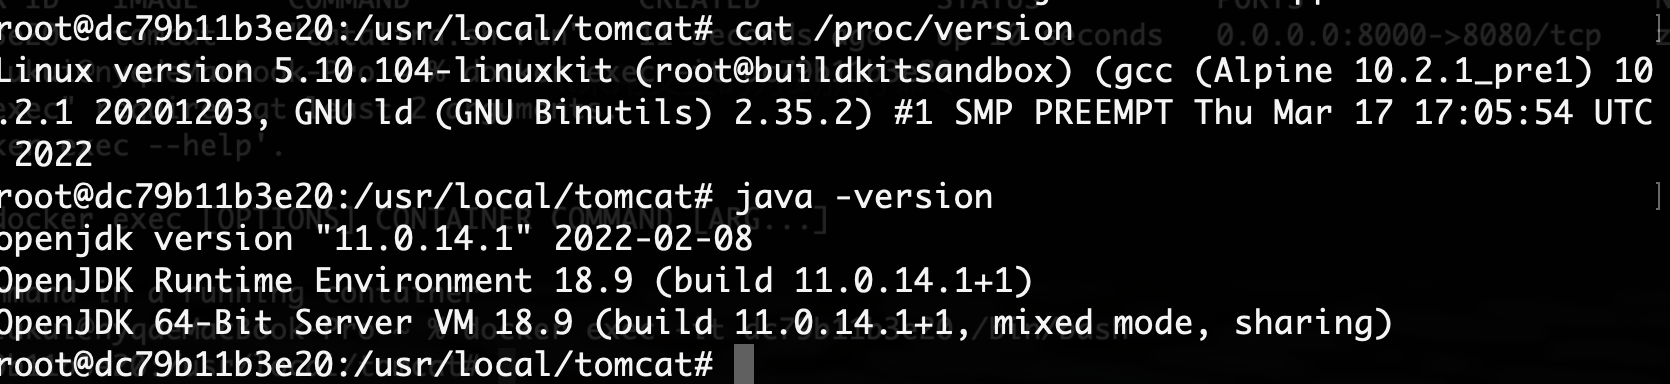 root@dc79b11b3e20:/usr/local/tomcat# cat /proc/version
Linux version 5.10.104-linuxkit (root@buildkitsandbox) (gcc (Alpine 10.2.1_pre1) 10
.2.1 20201203, GNU ld (GNU Binutils) 2.35.2) #1 SMP PREEMPT Thu Mar 17 17:05:54 UTC
 2022
root@dc79b11b3e20:/usr/local/tomcat# java -version
openjdk version "11.0.14.1" 2022-02-08
OpenJDK Runtime Environment 18.9 (build 11.0.14.1+1)
OpenJDK 64-Bit Server VM 18.9 (build 11.0.14.1+1, mixed mode, sharing)
root@dc79b11b3e20:/usr/local/tomcat#